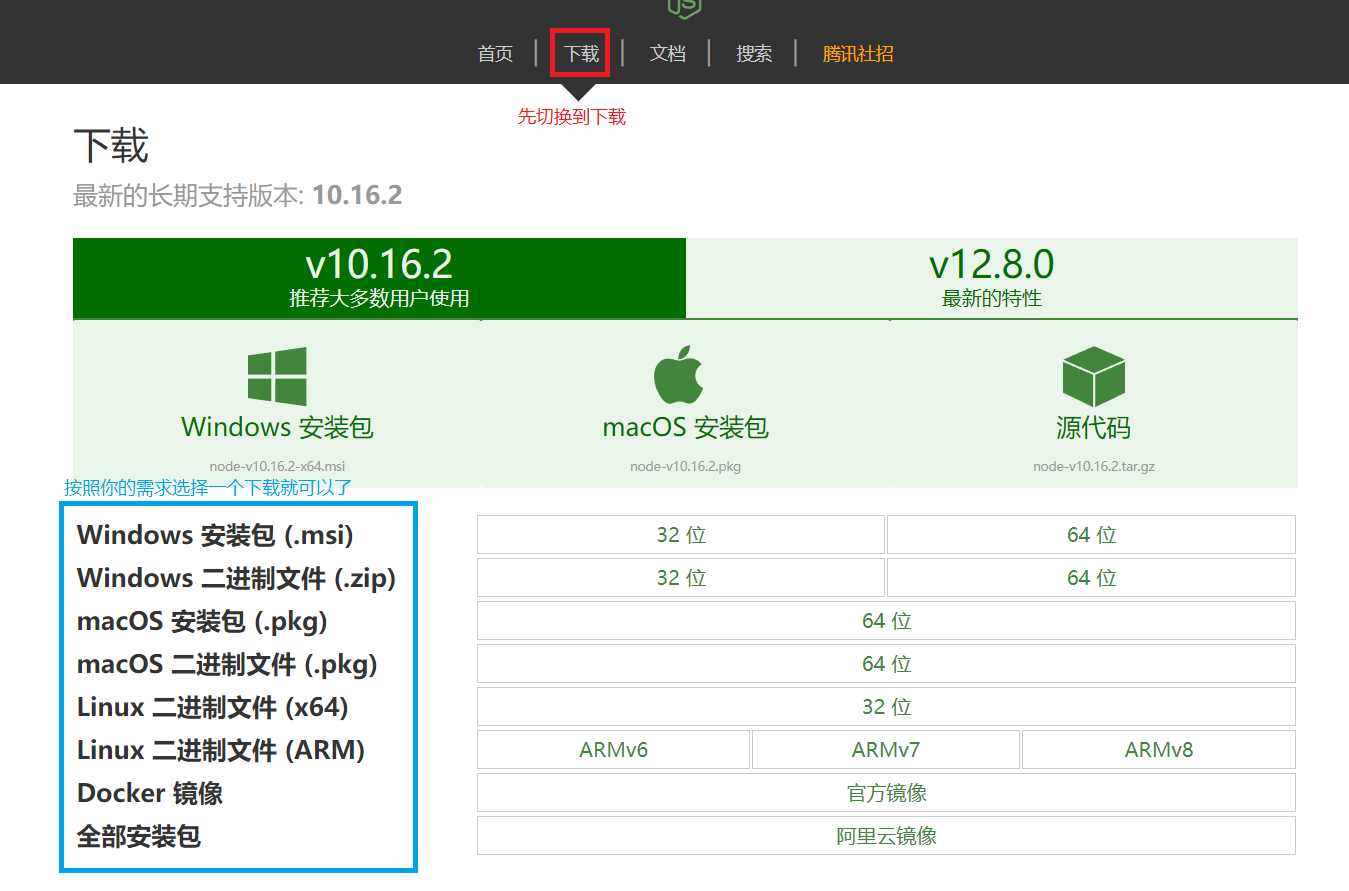 JS
首页 | 下载 | 文档 | 搜索 | 腾讯社招
先切换到下载
下载
最新的长期支持版本: 10.16.2
v10.16.2 v12.8.0
推荐大多数用户使用 最新的特性
Windows 安装包 macOS 安装包 源代码
node-v10.16.2-x64.msi node-v10.16.2.pkg node-v10.16.2.tar.gz
按照你的需求选择一个下载就可以了
Windows 安装包 (.msi) 32 位 64 位
Windows 二进制文件 (.zip) 32 位 64 位
macOS 安装包 (.pkg) 64 位
macOS 二进制文件 (.pkg) 64 位
Linux 二进制文件 (x64) 32 位
Linux 二进制文件 (ARM) ARMv6 ARMv7 ARMv8
Docker 镜像 官方镜像
全部安装包 阿里云镜像